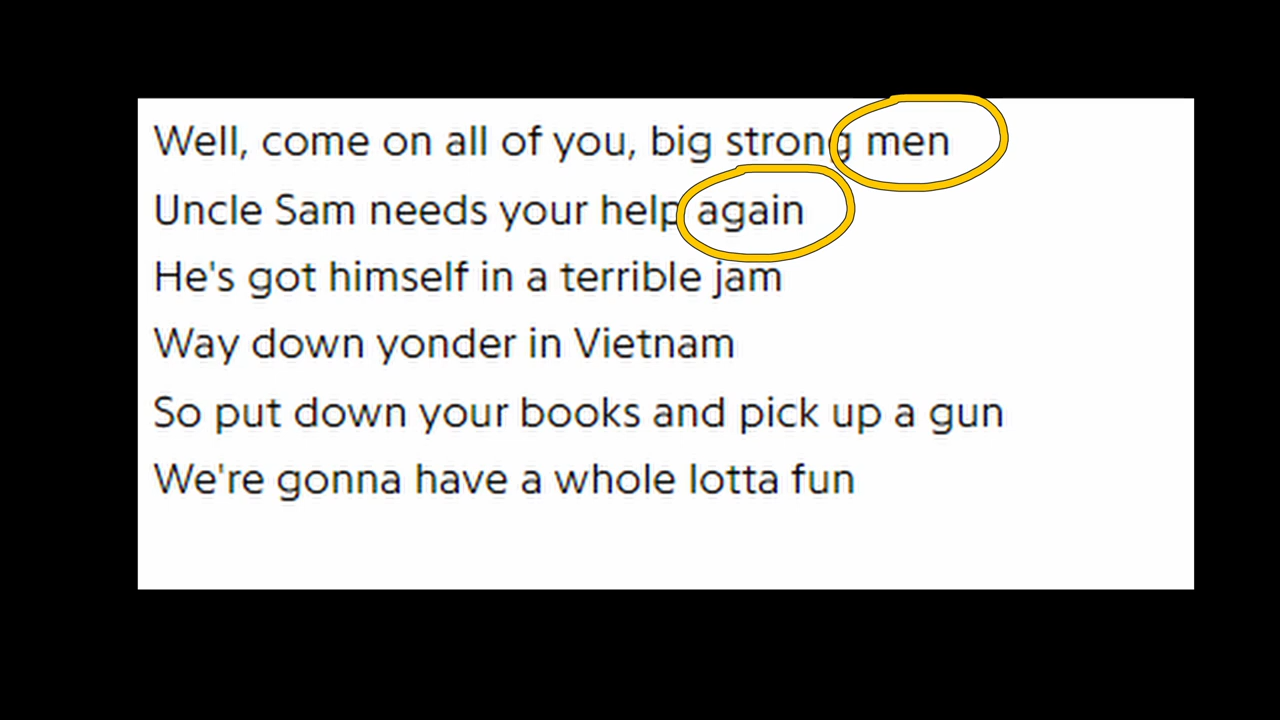 Well, come on all of you, big strong men
Uncle Sam needs your help again
He's got himself in a terrible jam
Way down yonder in Vietnam
So put down your books and pick up a gun
We're gonna have a whole lotta fun